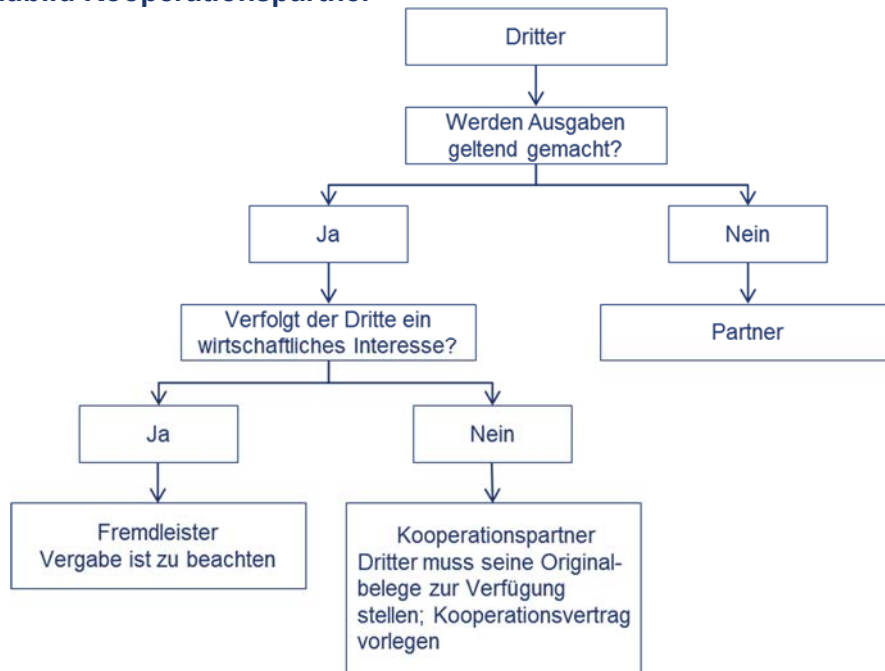 Kooperationspartner
Dritter
Werden Ausgaben
geltend gemacht?
Ja
Nein
Verfolgt der Dritte ein
wirtschaftliches Interesse?
Partner
Ja
Nein
Fremdleister
Vergabe ist zu beachten
Kooperationspartner
Dritter muss seine Original-
belege zur Verfügung
stellen; Kooperationsvertrag
vorlegen